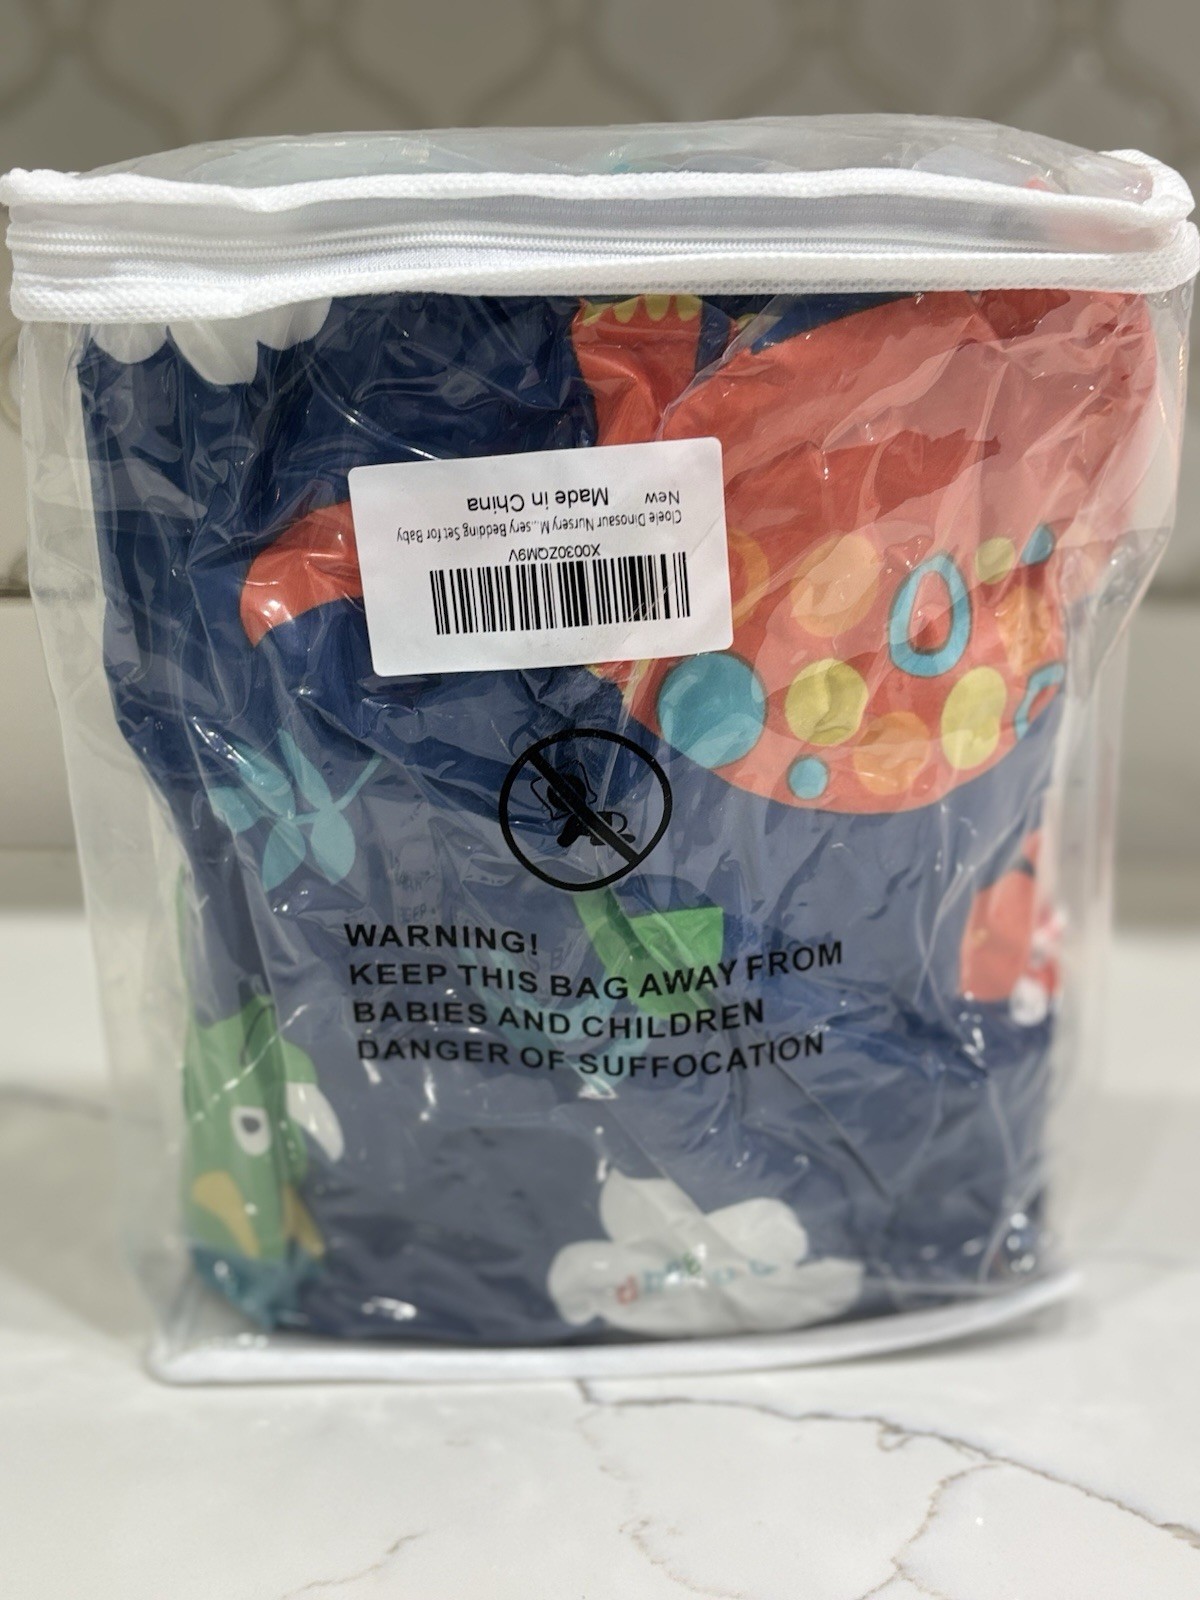 X0030ZQM9V
Cloele Dinosaur Nursery M...sery Bedding Set for Baby
New
Made in China
WARNING!
KEEP THIS BAG AWAY FROM
BABIES AND CHILDREN
DANGER OF SUFFOCATION